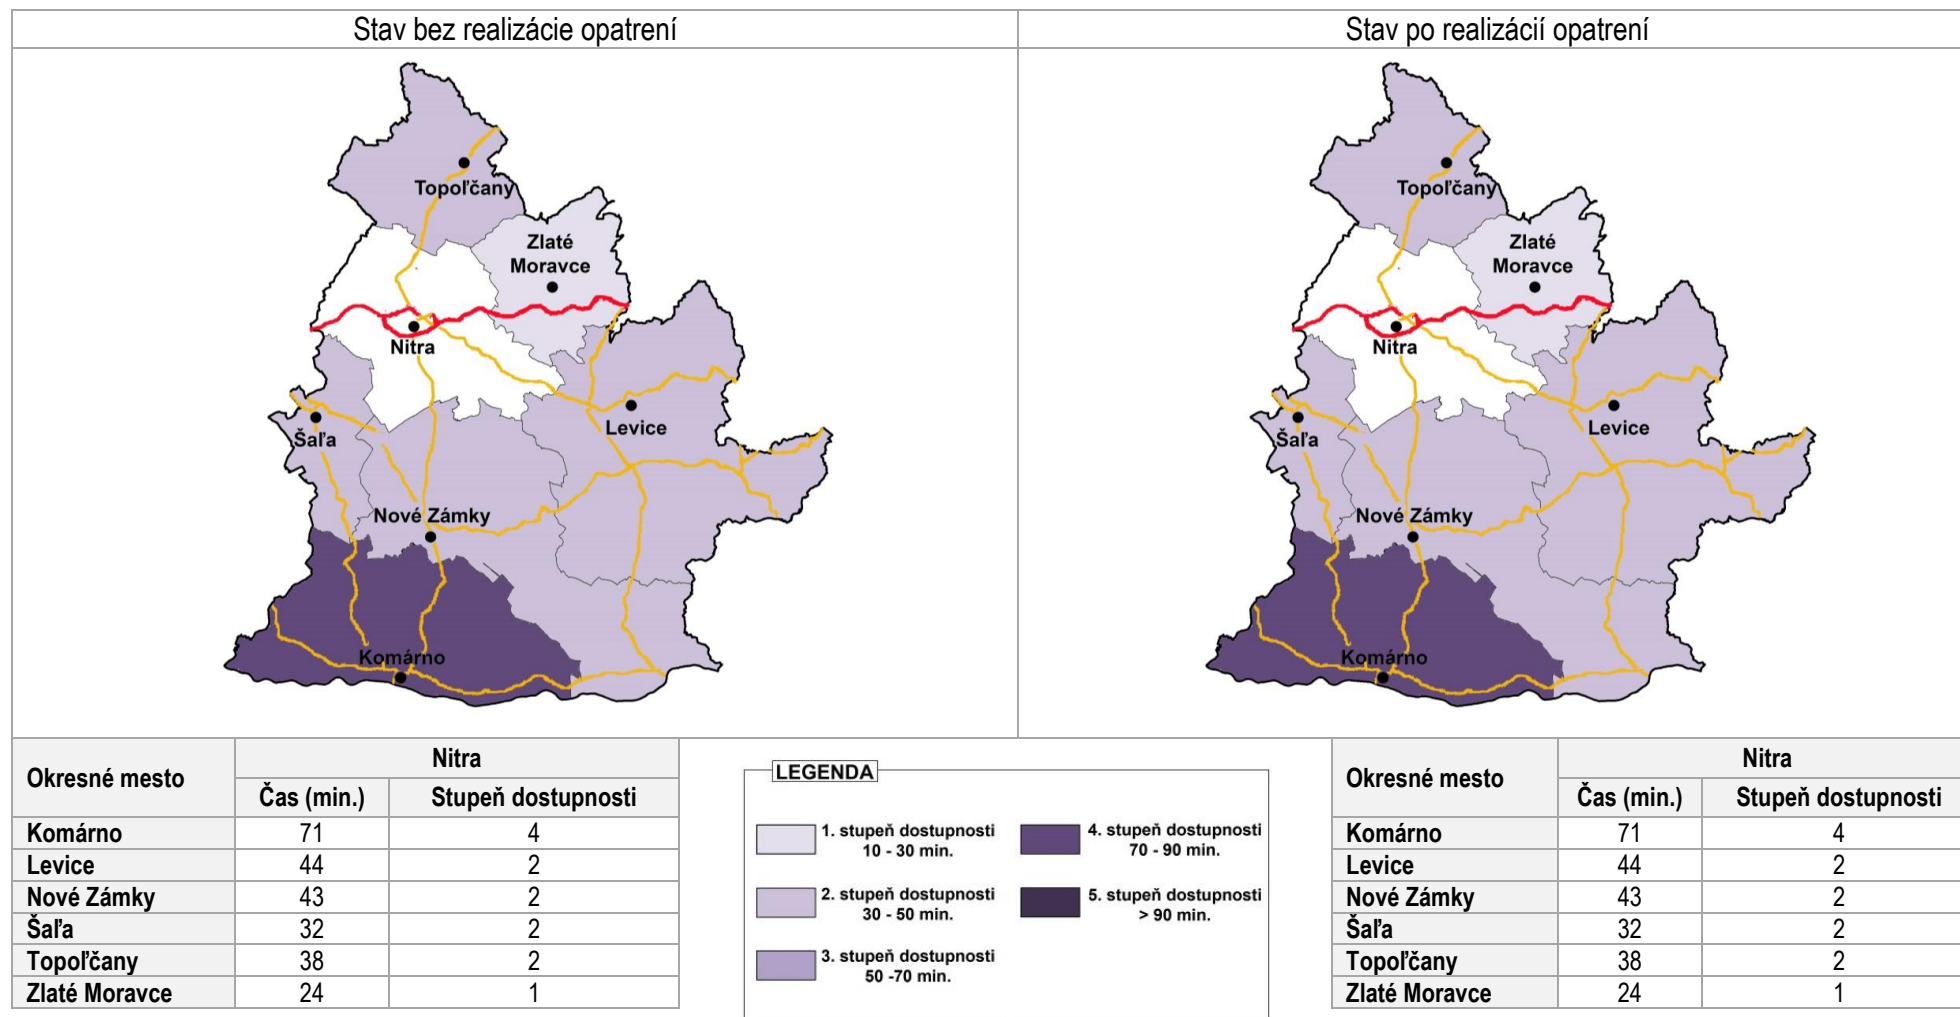 Stav bez realizácie opatrení
Stav po realizácií opatrení
Topoľčany
Zlaté
Moravce
Nitra
Šaľa
Levice
Nové Zámky
Komárno
Topoľčany
Zlaté
Moravce
Nitra
Šaľa
Levice
Nové Zámky
Komárno
Okresné mesto Nitra
Čas (min.) Stupeň dostupnosti
Komárno 71 4
Levice 44 2
Nové Zámky 43 2
Šaľa 32 2
Topoľčany 38 2
Zlaté Moravce 24 1
LEGENDA
1. stupeň dostupnosti
10 - 30 min.
2. stupeň dostupnosti
30 - 50 min.
3. stupeň dostupnosti
50 -70 min.
4. stupeň dostupnosti
70 - 90 min.
5. stupeň dostupnosti
> 90 min.
Okresné mesto Nitra
Čas (min.) Stupeň dostupnosti
Komárno 71 4
Levice 44 2
Nové Zámky 43 2
Šaľa 32 2
Topoľčany 38 2
Zlaté Moravce 24 1